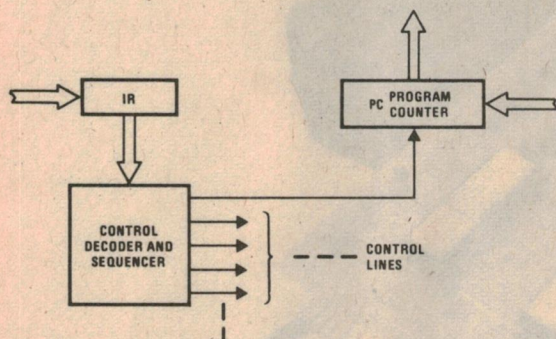 IR
PC PROGRAM
COUNTER
CONTROL
DECODER AND
SEQUENCER
CONTROL
LINES